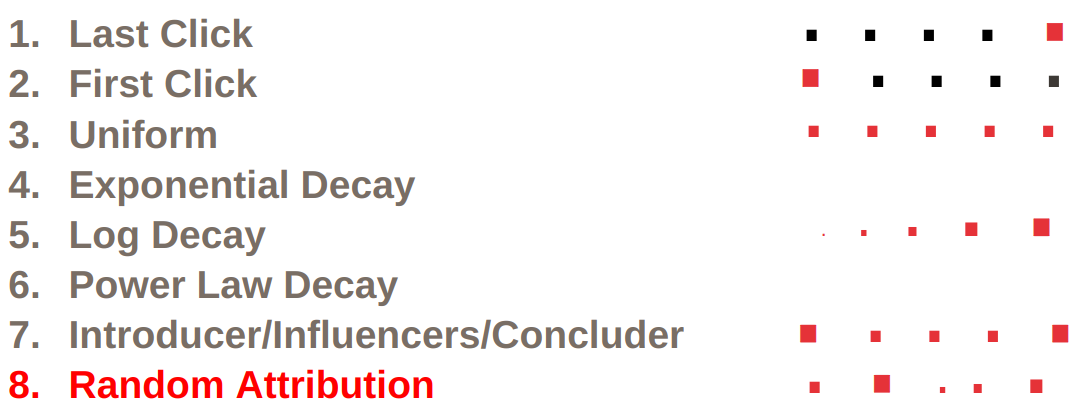 1. Last Click
2. First Click
3. Uniform
4. Exponential Decay
5. Log Decay
6. Power Law Decay
7. Introducer/Influencers/Concluder
8. Random Attribution